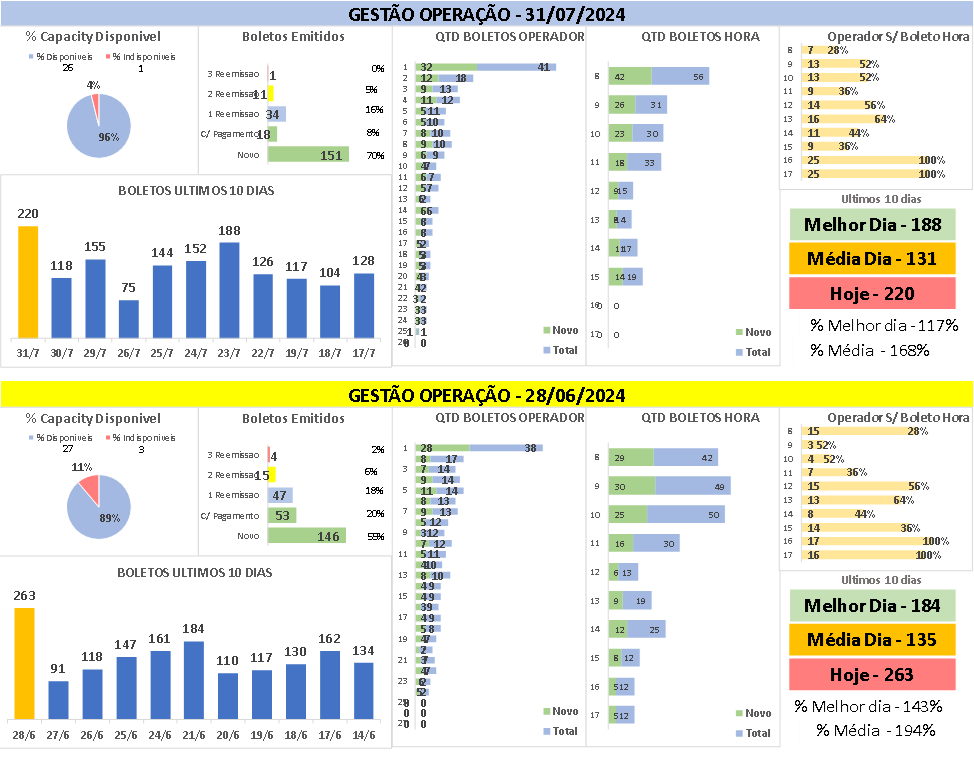 GESTÃO OPERAÇÃO - 31/07/2024
% Capacity Disponivel
% Disponiveis % Indisponiveis
26 1
4%
96%
Boletos Emitidos
3 Reemissao 1 0%
2 Reemissao 11 5%
1 Reemissao 34 16%
C/ Pagamento 18 8%
Novo 151 70%
QTD BOLETOS OPERADOR
1 32 41
2 12 18
3 9 13
4 11 12
5 5 11
6 5 10
7 8 10
8 9 10
9 6 9
10 4 7
11 6 7
12 5 7
13 6 2
14 6 6
15 6
16 6
17 5 2
18 5
19 5
20 4
21 4 2
22 3 2
23 3 3
24 3 3
25 1 1
26 0 0
Novo
Total
QTD BOLETOS HORA
8 42 56
9 26 31
10 23 30
11 18 33
12 9 15
13 8 14
14 11 17
15 14 19
16 0 0
17 0 0
Novo
Total
Operador S/ Boleto Hora
8 7 28%
9 13 52%
10 13 52%
11 9 36%
12 14 56%
13 16 64%
14 11 44%
15 9 36%
16 25 100%
17 25 100%
BOLETOS ULTIMOS 10 DIAS
220 118 155 75 144 152 188 126 117 104 128
31/7 30/7 29/7 26/7 25/7 24/7 23/7 22/7 19/7 18/7 17/7
Ultimos 10 dias
Melhor Dia - 188
Média Dia - 131
Hoje - 220
% Melhor dia - 117%
% Média - 168%
GESTÃO OPERAÇÃO - 28/06/2024
% Capacity Disponivel
% Disponiveis % Indisponiveis
27 3
11%
89%
Boletos Emitidos
3 Reemissao 4 2%
2 Reemissao 15 6%
1 Reemissao 47 18%
C/ Pagamento 53 20%
Novo 146 55%
QTD BOLETOS OPERADOR
1 28 38
8 17
3 7 14
9 14
5 11 14
8 13
7 9 13
5 12
9 3 12
7 12
11 5 11
4 10
13 8 10
4 9
15 4 9
3 9
17 4 9
5 8
19 4 7
2
21 3 7
4 7
23 6 2
5 2
25 0 0
0 0
0 0
Novo
Total
QTD BOLETOS HORA
8 29 42
9 30 49
10 25 50
11 16 30
12 6 13
13 9 19
14 12 25
15 8 12
16 5 12
17 5 12
Novo
Total
Operador S/ Boleto Hora
8 15 28%
9 3 52%
10 4 52%
11 7 36%
12 15 56%
13 13 64%
14 8 44%
15 14 36%
16 17 100%
17 16 100%
BOLETOS ULTIMOS 10 DIAS
263 91 118 147 161 184 110 117 130 162 134
28/6 27/6 26/6 25/6 24/6 21/6 20/6 19/6 18/6 17/6 14/6
Ultimos 10 dias
Melhor Dia - 184
Média Dia - 135
Hoje - 263
% Melhor dia - 143%
% Média - 194%